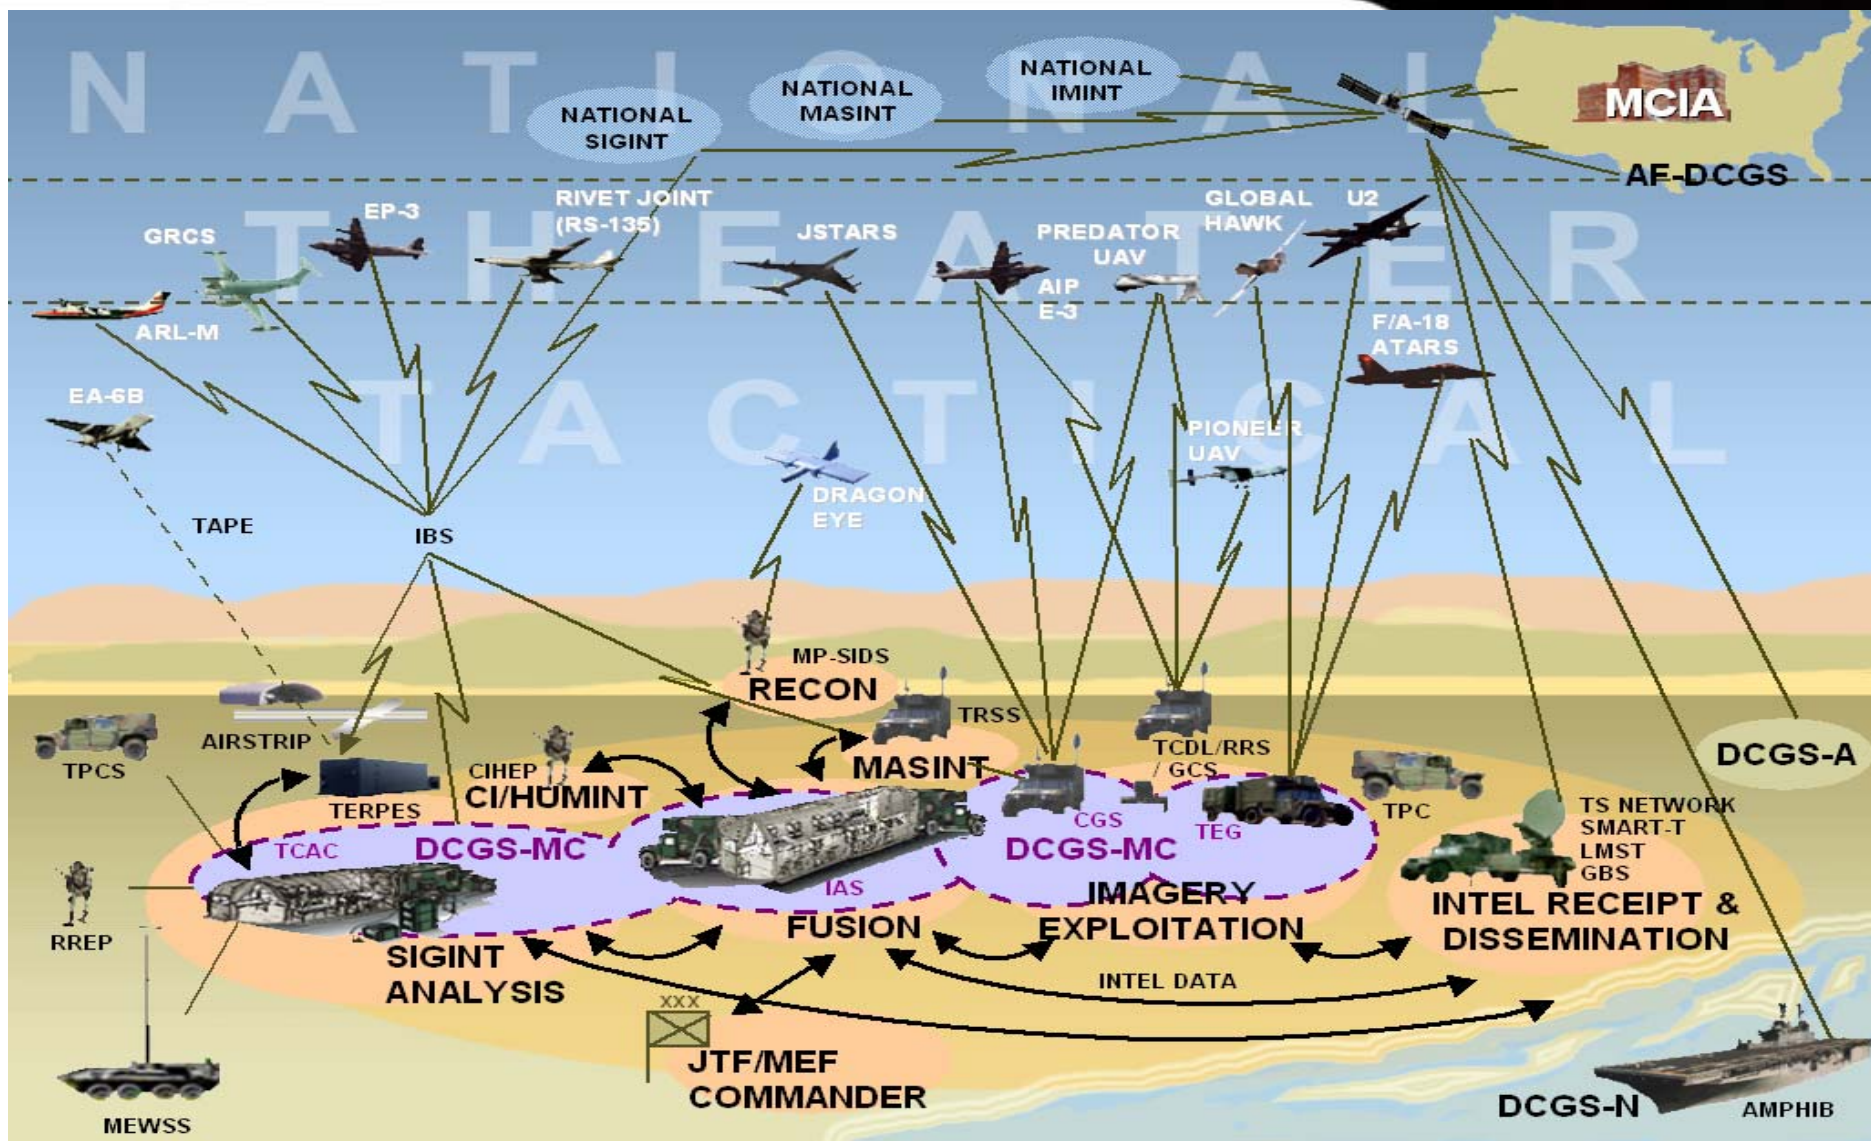 NATIONAL
NATIONAL
SIGINT
NATIONAL
MASINT
NATIONAL
IMINT
MCIA
AF-DCGS
THEATER
GRCS
EP-3
RIVET JOINT
(RS-135)
JSTARS
AIP
E-3
PREDATOR
UAV
GLOBAL
HAWK
U2
ARL-M
F/A-18
ATARS
TACTICAL
EA-6B
PIONEER
UAV
DRAGON
EYE
TAPE
IBS
MP-SIDS
RECON
TRSS
MASINT
AIRSTRIP
TPCS
TERPES
CIHEP
CI/HUMINT
TCDL/RRS
/ GCS
TPC
DCGS-A
TCAC
DCGS-MC
IAS
CGS
DCGS-MC
TEG
TS NETWORK
SMART-T
LMST
GBS
RREP
SIGINT
ANALYSIS
FUSION
IMAGERY
EXPLOITATION
INTEL RECEIPT &
DISSEMINATION
INTEL DATA
XXX
JTF/MEF
COMMANDER
MEWSS
DCGS-N
AMPHIB